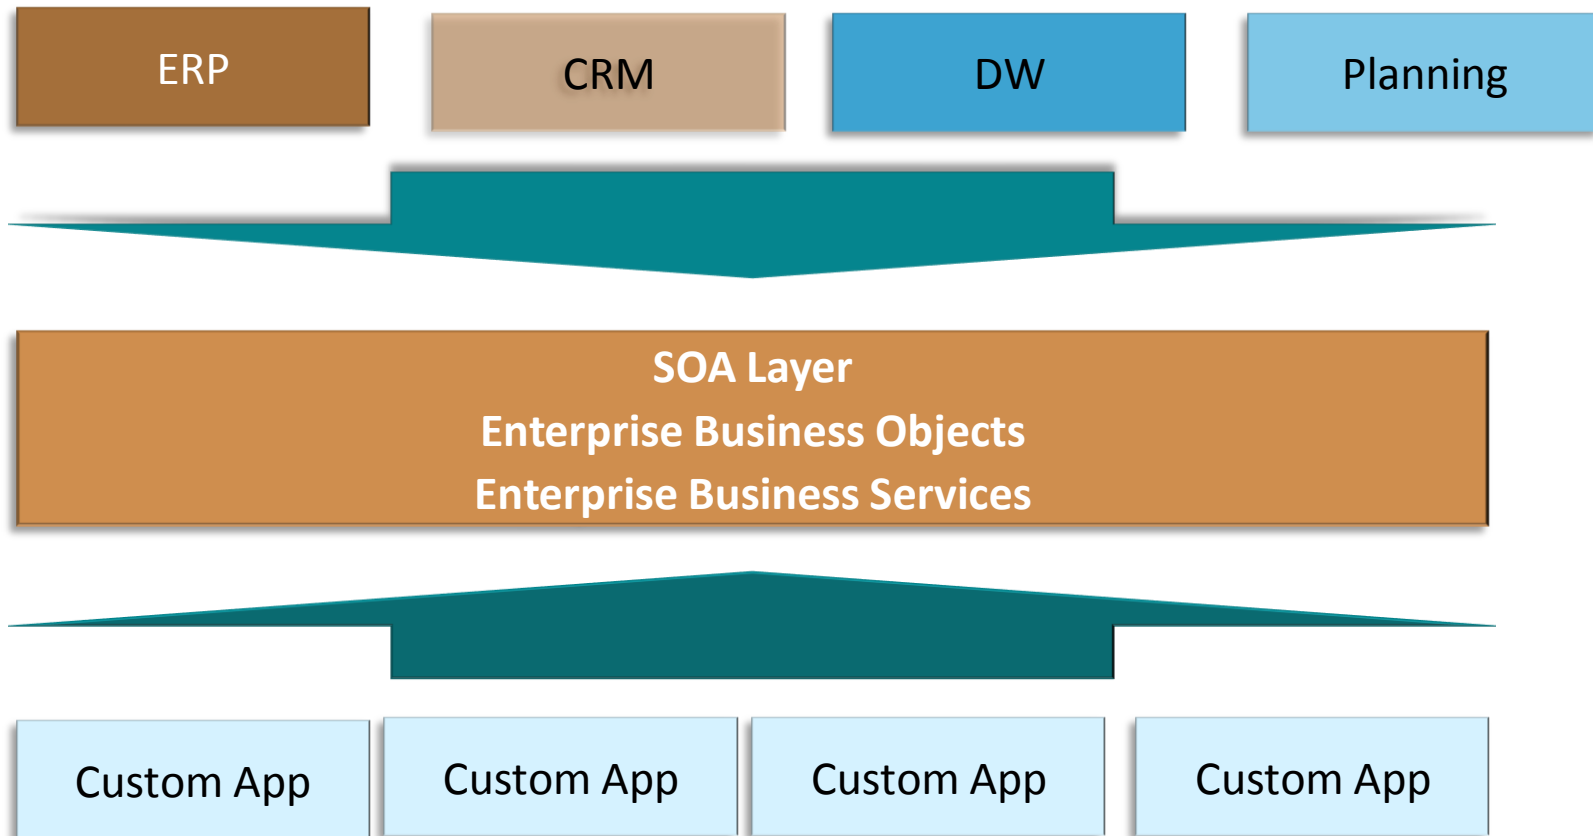 ERP
CRM
DW
Planning
SOA Layer
Enterprise Business Objects
Enterprise Business Services
Custom App
Custom App
Custom App
Custom App